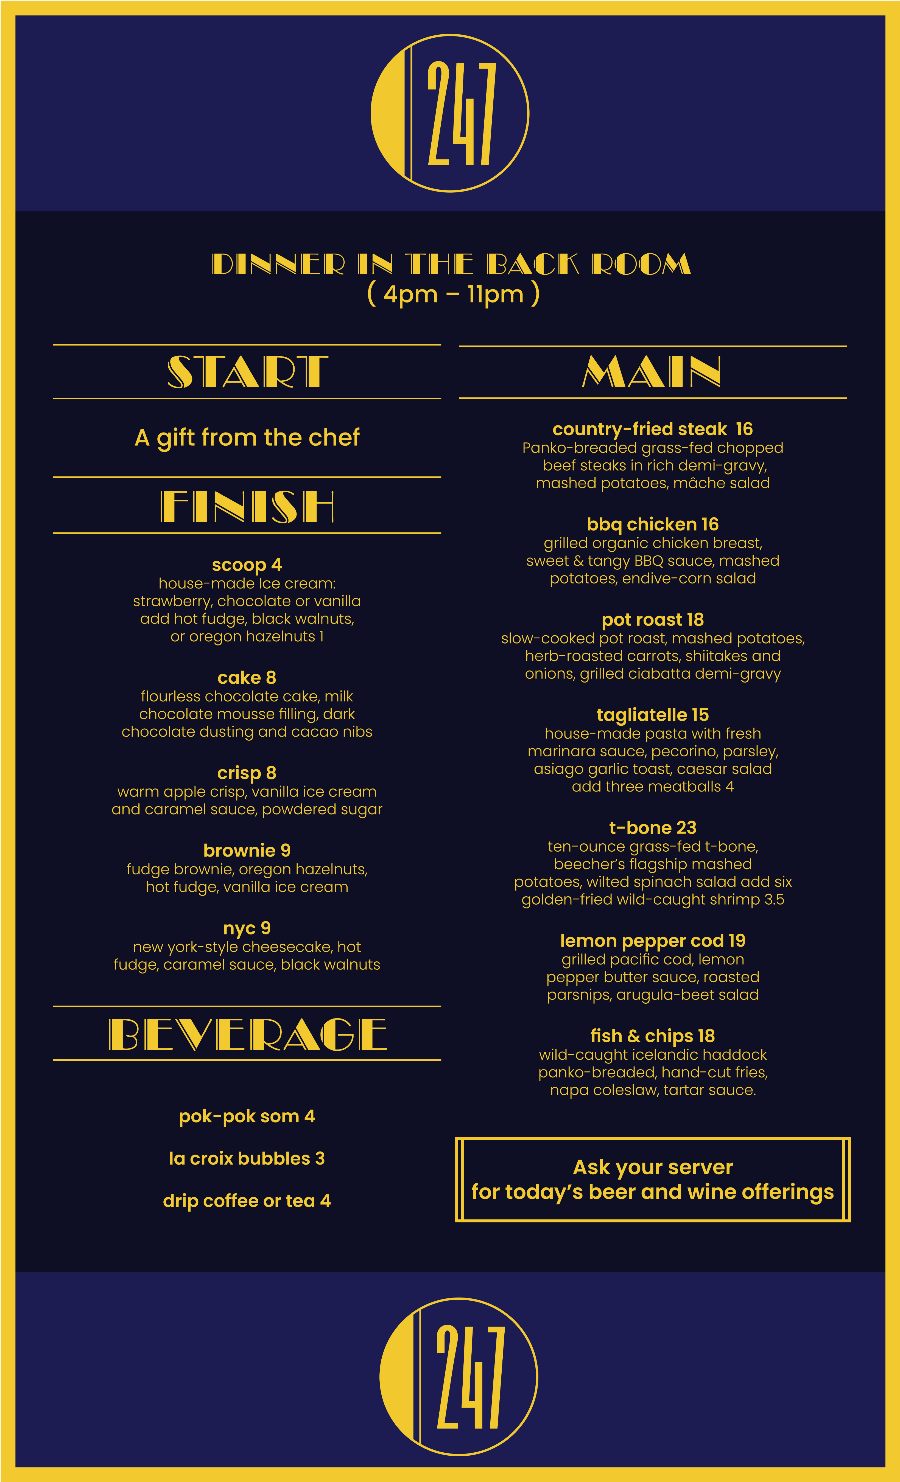 247
DINNER IN THE BACK ROOM
( 4pm – 11pm )
START
A gift from the chef
FINISH
scoop 4
house-made Ice cream:
strawberry, chocolate or vanilla
add hot fudge, black walnuts,
or oregon hazelnuts 1
cake 8
flourless chocolate cake, milk
chocolate mousse filling, dark
chocolate dusting and cacao nibs
crisp 8
warm apple crisp, vanilla ice cream
and caramel sauce, powdered sugar
brownie 9
fudge brownie, oregon hazelnuts,
hot fudge, vanilla ice cream
nyc 9
new york-style cheesecake, hot
fudge, caramel sauce, black walnuts
BEVERAGE
pok-pok som 4
la croix bubbles 3
drip coffee or tea 4
MAIN
country-fried steak 16
Panko-breaded grass-fed chopped
beef steaks in rich demi-gravy,
mashed potatoes, mâche salad
bbq chicken 16
grilled organic chicken breast,
sweet & tangy BBQ sauce, mashed
potatoes, endive-corn salad
pot roast 18
slow-cooked pot roast, mashed potatoes,
herb-roasted carrots, shiitakes and
onions, grilled ciabatta demi-gravy
tagliatelle 15
house-made pasta with fresh
marinara sauce, pecorino, parsley,
asiago garlic toast, caesar salad
add three meatballs 4
t-bone 23
ten-ounce grass-fed t-bone,
beecher's flagship mashed
potatoes, wilted spinach salad add six
golden-fried wild-caught shrimp 3.5
lemon pepper cod 19
grilled pacific cod, lemon
pepper butter sauce, roasted
parsnips, arugula-beet salad
fish & chips 18
wild-caught icelandic haddock
panko-breaded, hand-cut fries,
napa coleslaw, tartar sauce.
Ask your server
for today's beer and wine offerings
247